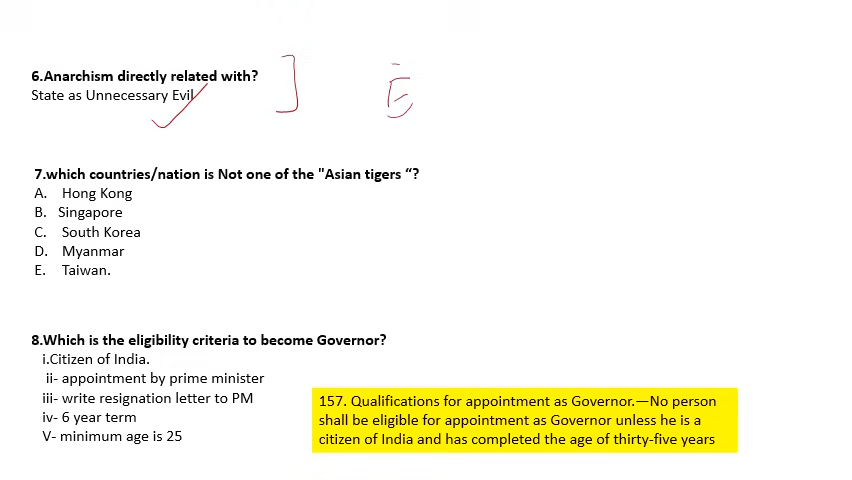 6.Anarchism directly related with?
State as Unnecessary Evil
7.which countries/nation is Not one of the "Asian tigers “?
A. Hong Kong
B. Singapore
C. South Korea
D. Myanmar
E. Taiwan.
8.Which is the eligibility criteria to become Governor?
i.Citizen of India.
ii- appointment by prime minister
iii- write resignation letter to PM
iv- 6 year term
V- minimum age is 25
157. Qualifications for appointment as Governor.—No person
shall be eligible for appointment as Governor unless he is a
citizen of India and has completed the age of thirty-five years